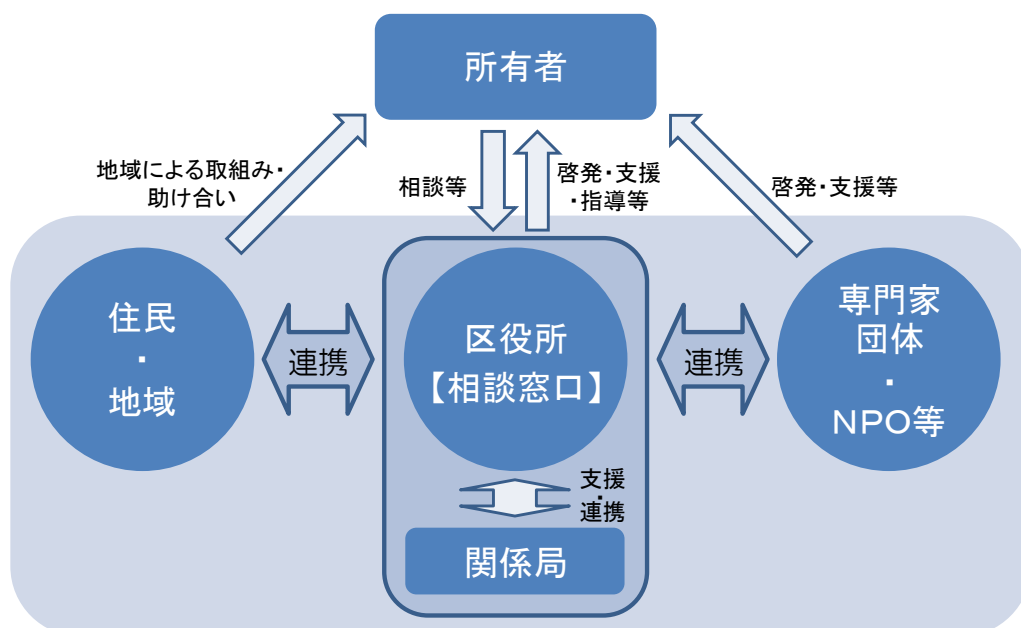 所有者
地域による取組み・
助け合い
相談等
啓発・支援
・指導等
啓発・支援等
住民
・
地域
連携
区役所
【相談窓口】
連携
専門家
団体
・
NPO等
支援
・
連携
関係局